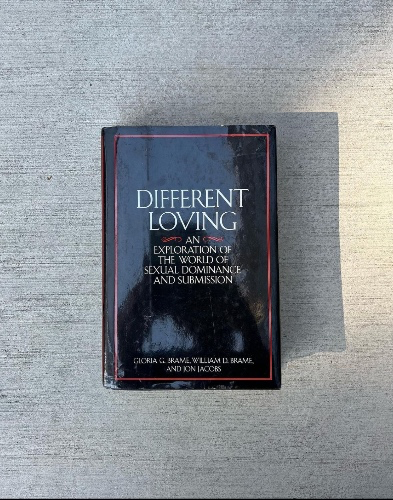 DIFFERENT
LOVING
AN
EXPLORATION OF
THE WORLD OF
SEXUAL DOMINANCE
AND SUBMISSION
GLORIA G. BRAME, WILLIAM D. BRAME,
AND JON JACOBS